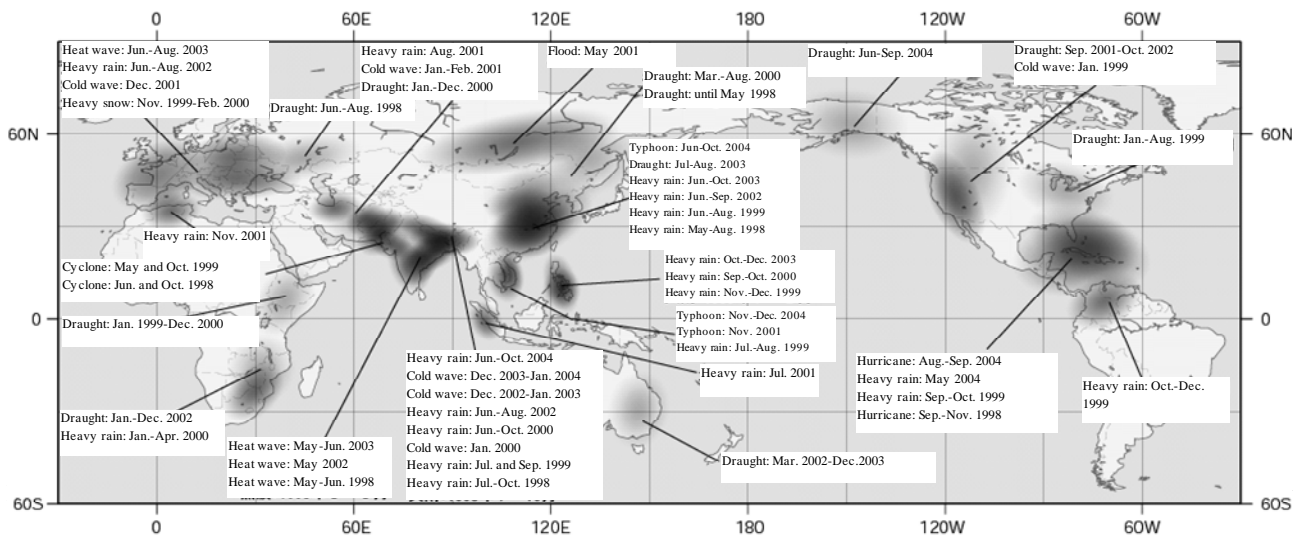 0 60E 120E 180 120W 60W
Heat wave: Jun.-Aug. 2003
Heavy rain: Jun.-Aug. 2002
Cold wave: Dec. 2001
Heavy snow: Nov. 1999-Feb. 2000
Draught: Jun.-Aug. 1998
Heavy rain: Aug. 2001
Cold wave: Jan.-Feb. 2001
Draught: Jan.-Dec. 2000
Flood: May 2001
Draught: Mar.-Aug. 2000
Draught: until May 1998
Draught: Jun-Sep. 2004
Draught: Sep. 2001-Oct. 2002
Cold wave: Jan. 1999
60N
60N
Draught: Jan.-Aug. 1999
Typhoon: Jun-Oct. 2004
Draught: Jul-Aug. 2003
Heavy rain: Jun.-Oct. 2003
Heavy rain: Jun.-Sep. 2002
Heavy rain: Jun.-Aug. 1999
Heavy rain: May-Aug. 1998
Heavy rain: Nov. 2001
Cyclone: May and Oct. 1999
Cyclone: Jun. and Oct. 1998
Heavy rain: Oct.-Dec. 2003
Heavy rain: Sep.-Oct. 2000
Heavy rain: Nov.-Dec. 1999
0
0
Draught: Jan. 1999-Dec. 2000
Typhoon: Nov.-Dec. 2004
Typhoon: Nov. 2001
Heavy rain: Jul.-Aug. 1999
Heavy rain: Jul. 2001
Heavy rain: Jun.-Oct. 2004
Cold wave: Dec. 2003-Jan. 2004
Cold wave: Dec. 2002-Jan. 2003
Heavy rain: Jun.-Aug. 2002
Heavy rain: Jun.-Oct. 2000
Cold wave: Jan. 2000
Heavy rain: Jul. and Sep. 1999
Heavy rain: Jul.-Oct. 1998
Hurricane: Aug.-Sep. 2004
Heavy rain: May 2004
Heavy rain: Sep.-Oct. 1999
Hurricane: Sep.-Nov. 1998
Heavy rain: Oct.-Dec.
1999
Draught: Jan.-Dec. 2002
Heavy rain: Jan.-Apr. 2000
Heat wave: May-Jun. 2003
Heat wave: May 2002
Heat wave: May-Jun. 1998
Draught: Mar. 2002-Dec.2003
60S
60S
0 60E 120E 180 120W 60W